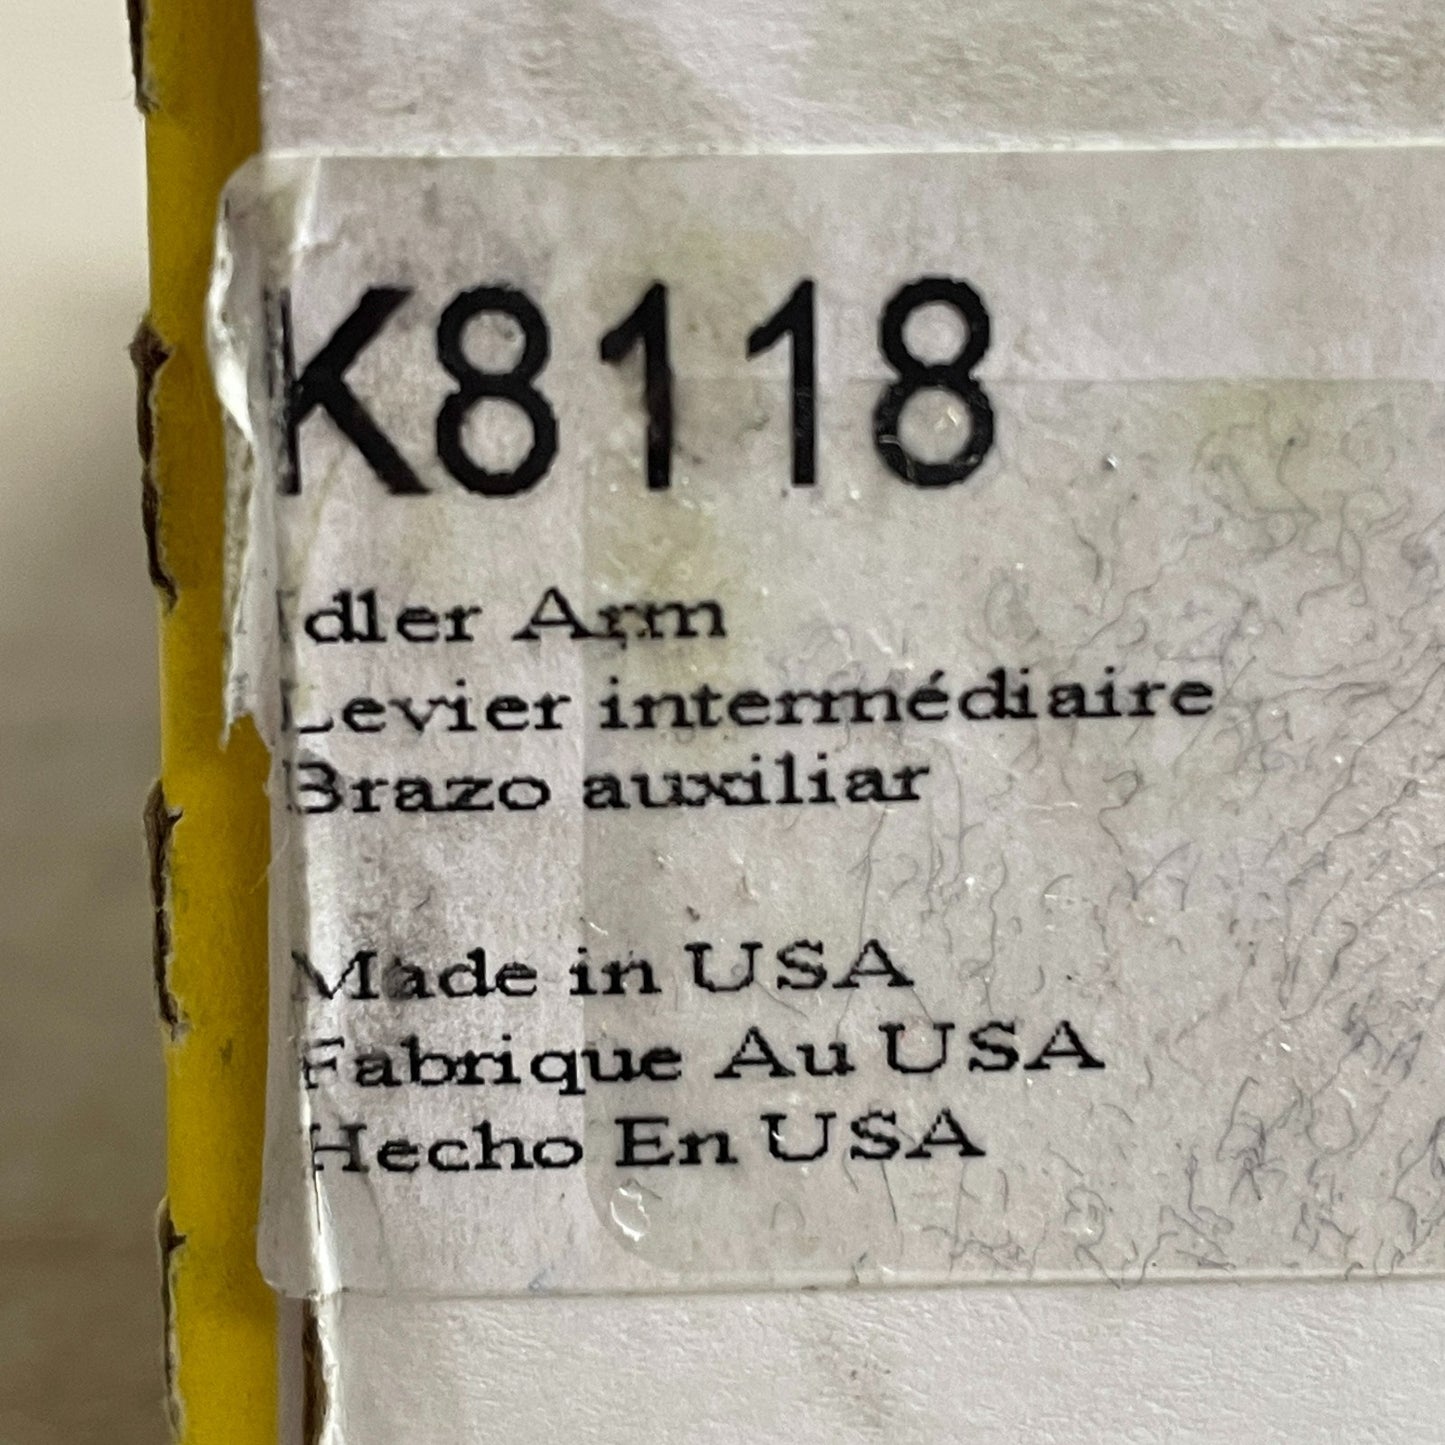 K8118
Idler Arm
Levier intermédiaire
Brazo auxiliar
Made in USA
Fabrique Au USA
Hecho En USA